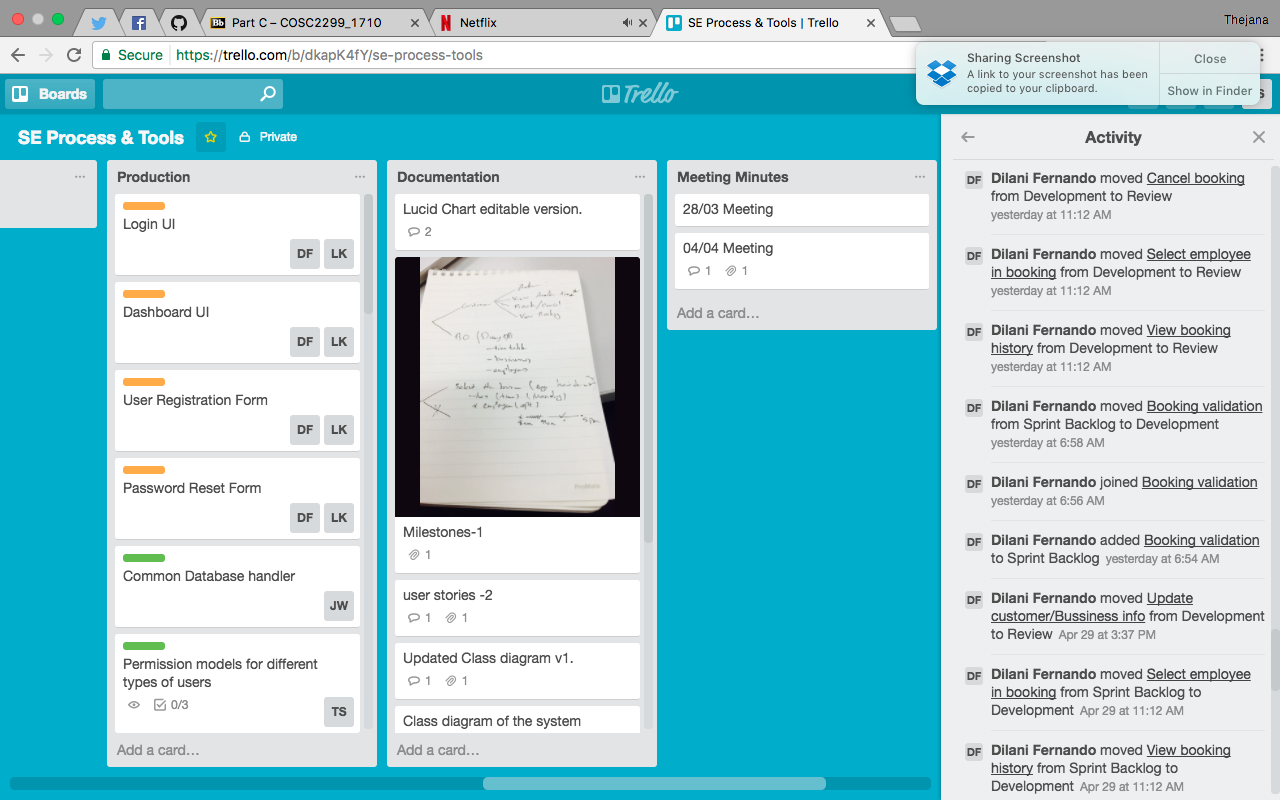 Part C – COSC2299_1710
Netflix
SE Process & Tools | Trello
Thejana
Secure
https://trello.com/b/dkapK4fY/se-process-tools
Sharing Screenshot
A link to your screenshot has been
copied to your clipboard.
Close
Show in Finder
Boards
Trello
SE Process & Tools
Private
Production
Login UI
DF LK
Dashboard UI
DF LK
User Registration Form
DF LK
Password Reset Form
DF LK
Common Database handler
JW
Permission models for different
types of users
0/3
TS
Add a card…
Documentation
Lucid Chart editable version.
2
Milestones-1
1
user stories -2
1 1
Updated Class diagram v1.
1 1
Class diagram of the system
Add a card…
Meeting Minutes
28/03 Meeting
04/04 Meeting
1 1
Add a card…
Activity
DF Dilani Fernando moved Cancel booking
from Development to Review
yesterday at 11:12 AM
DF Dilani Fernando moved Select employee
in booking from Development to Review
yesterday at 11:12 AM
DF Dilani Fernando moved View booking
history from Development to Review
yesterday at 11:12 AM
DF Dilani Fernando moved Booking validation
from Sprint Backlog to Development
yesterday at 6:58 AM
DF Dilani Fernando joined Booking validation
yesterday at 6:56 AM
DF Dilani Fernando added Booking validation
to Sprint Backlog yesterday at 6:54 AM
DF Dilani Fernando moved Update
customer/Bussiness info from Development
to Review Apr 29 at 3:37 PM
DF Dilani Fernando moved Select employee
in booking from Sprint Backlog to
Development Apr 29 at 11:12 AM
DF Dilani Fernando moved View booking
history from Sprint Backlog to
Development Apr 29 at 11:12 AM